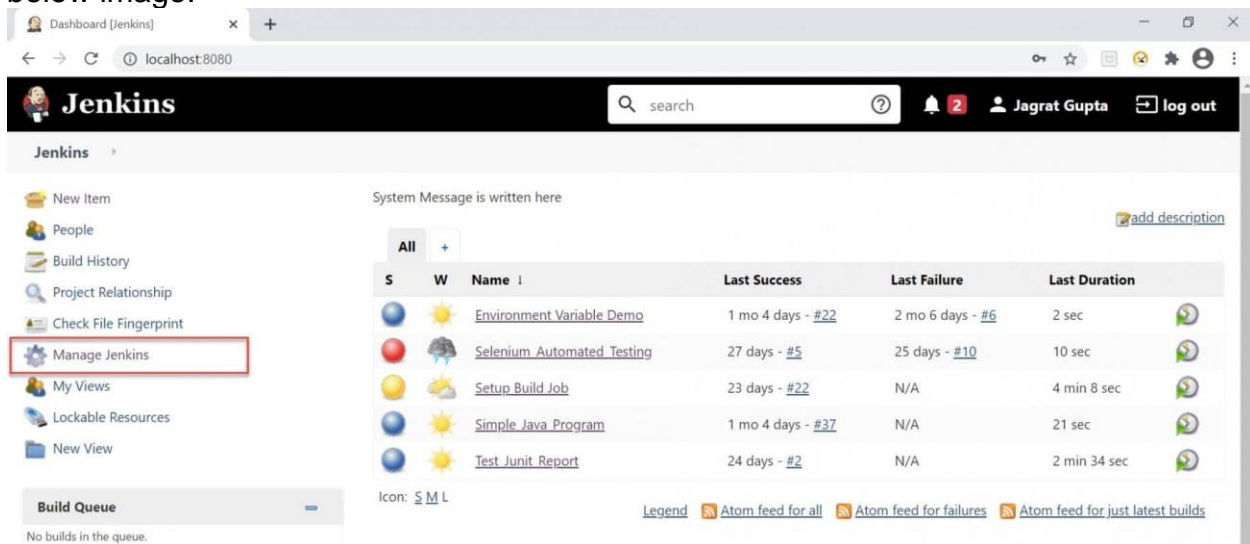 below image.
Dashboard [Jenkins]
localhost:8080
Jenkins
search
2
Jagrat Gupta
log out
Jenkins
New Item
People
Build History
Project Relationship
Check File Fingerprint
Manage Jenkins
My Views
Lockable Resources
New View
Build Queue
No builds in the queue.
System Message is written here
add description
All +
S W Name ↓ Last Success Last Failure Last Duration
Environment Variable Demo 1 mo 4 days - #22 2 mo 6 days - #6 2 sec
Selenium Automated Testing 27 days - #5 25 days - #10 10 sec
Setup Build Job 23 days - #22 N/A 4 min 8 sec
Simple Java Program 1 mo 4 days - #37 N/A 21 sec
Test Junit Report 24 days - #2 N/A 2 min 34 sec
Icon: S M L
Legend Atom feed for all Atom feed for failures Atom feed for just latest builds